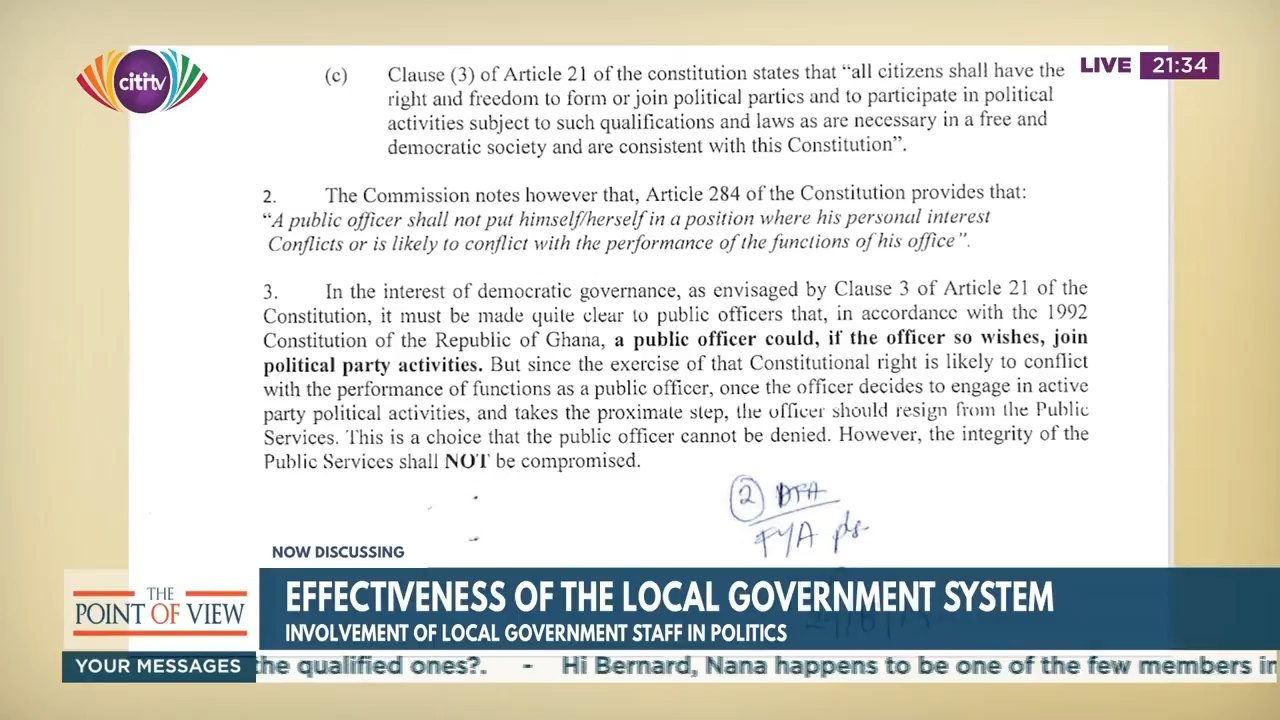 cititv
LIVE 21:34
(c) Clause (3) of Article 21 of the constitution states that “all citizens shall have the
right and freedom to form or join political parties and to participate in political
activities subject to such qualifications and laws as are necessary in a free and
democratic society and are consistent with this Constitution”.
2. The Commission notes however that, Article 284 of the Constitution provides that:
“A public officer shall not put himself/herself in a position where his personal interest
Conflicts or is likely to conflict with the performance of the functions of his office”.
3. In the interest of democratic governance, as envisaged by Clause 3 of Article 21 of the
Constitution, it must be made quite clear to public officers that, in accordance with the 1992
Constitution of the Republic of Ghana, a public officer could, if the officer so wishes, join
political party activities. But since the exercise of that Constitutional right is likely to conflict
with the performance of functions as a public officer, once the officer decides to engage in active
party political activities, and takes the proximate step, the officer should resign from the Public
Services. This is a choice that the public officer cannot be denied. However, the integrity of the
Public Services shall NOT be compromised.
2 DFA
FYA pls.
NOW DISCUSSING
THE
POINT OF VIEW
EFFECTIVENESS OF THE LOCAL GOVERNMENT SYSTEM
INVOLVEMENT OF LOCAL GOVERNMENT STAFF IN POLITICS
YOUR MESSAGES the qualified ones?. - Hi Bernard, Nana happens to be one of the few members in